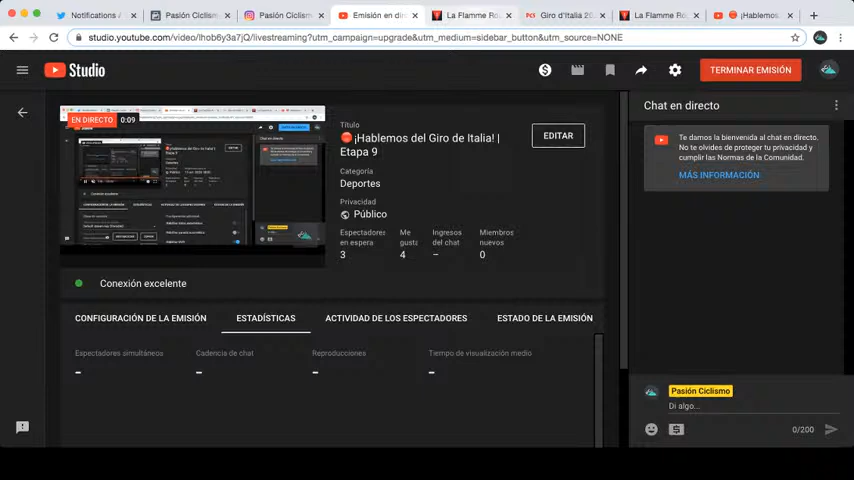 Notifications /
Pasión Ciclism
Pasión Ciclism
Emisión en dir
La Flamme Ro
Giro d'Italia 20
La Flamme Ro
¡Hablemos
studio.youtube.com/video/lhob6y3a7jQ/livestreaming?utm_campaign=upgrade&utm_medium=sidebar_button&utm_source=NONE
Studio
TERMINAR EMISIÓN
EN DIRECTO 0:09
Título
¡Hablemos del Giro de Italia! |
Etapa 9
EDITAR
Categoría
Deportes
Privacidad
Público
Espectadores
en espera
3
Me
gusta
4
Ingresos
del chat
–
Miembros
nuevos
0
Conexión excelente
CONFIGURACIÓN DE LA EMISIÓN
ESTADÍSTICAS
ACTIVIDAD DE LOS ESPECTADORES
ESTADO DE LA EMISIÓN
Espectadores simultáneos
–
Cadencia de chat
–
Reproducciones
–
Tiempo de visualización medio
–
Chat en directo
Te damos la bienvenida al chat en directo.
No te olvides de proteger tu privacidad y
cumplir las Normas de la Comunidad.
MÁS INFORMACIÓN
Pasión Ciclismo
Di algo...
0/200